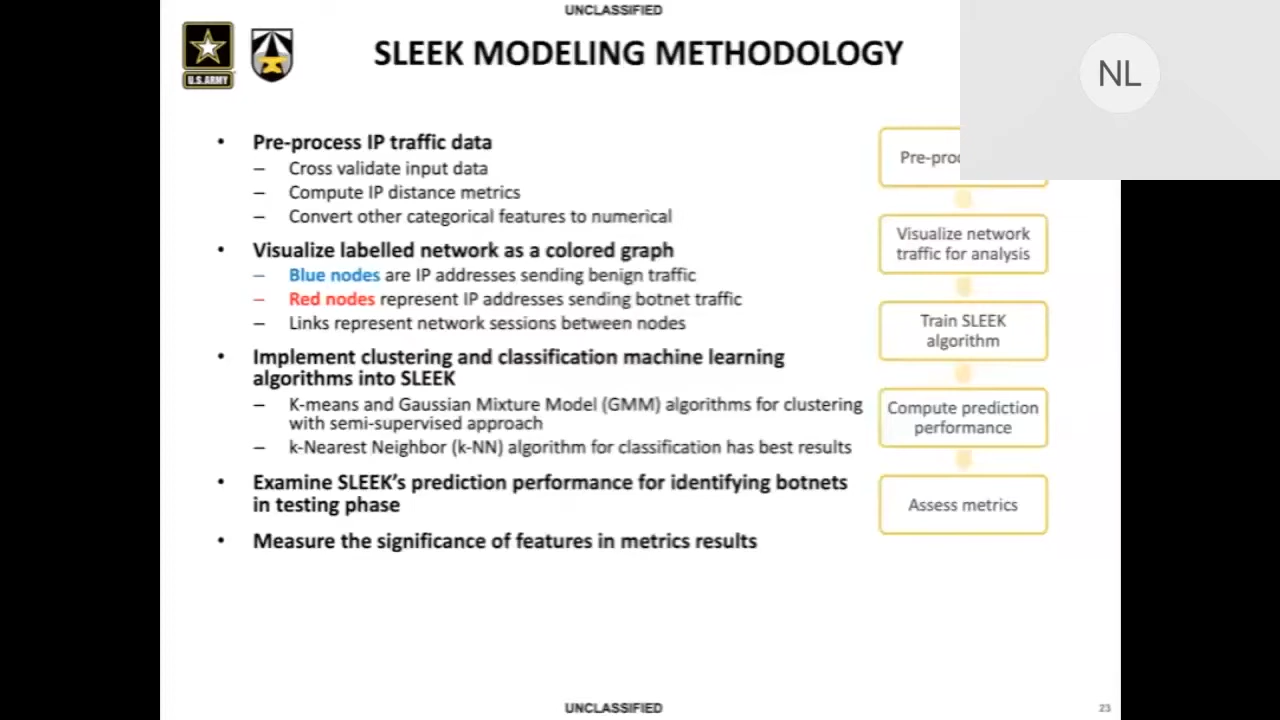 UNCLASSIFIED
U.S.ARMY
SLEEK MODELING METHODOLOGY
NL
• Pre-process IP traffic data
– Cross validate input data
– Compute IP distance metrics
– Convert other categorical features to numerical
• Visualize labelled network as a colored graph
– Blue nodes are IP addresses sending benign traffic
– Red nodes represent IP addresses sending botnet traffic
– Links represent network sessions between nodes
• Implement clustering and classification machine learning
algorithms into SLEEK
– K-means and Gaussian Mixture Model (GMM) algorithms for clustering
with semi-supervised approach
– k-Nearest Neighbor (k-NN) algorithm for classification has best results
• Examine SLEEK’s prediction performance for identifying botnets
in testing phase
• Measure the significance of features in metrics results
Visualize network
traffic for analysis
Train SLEEK
algorithm
Compute prediction
performance
Assess metrics
UNCLASSIFIED
23